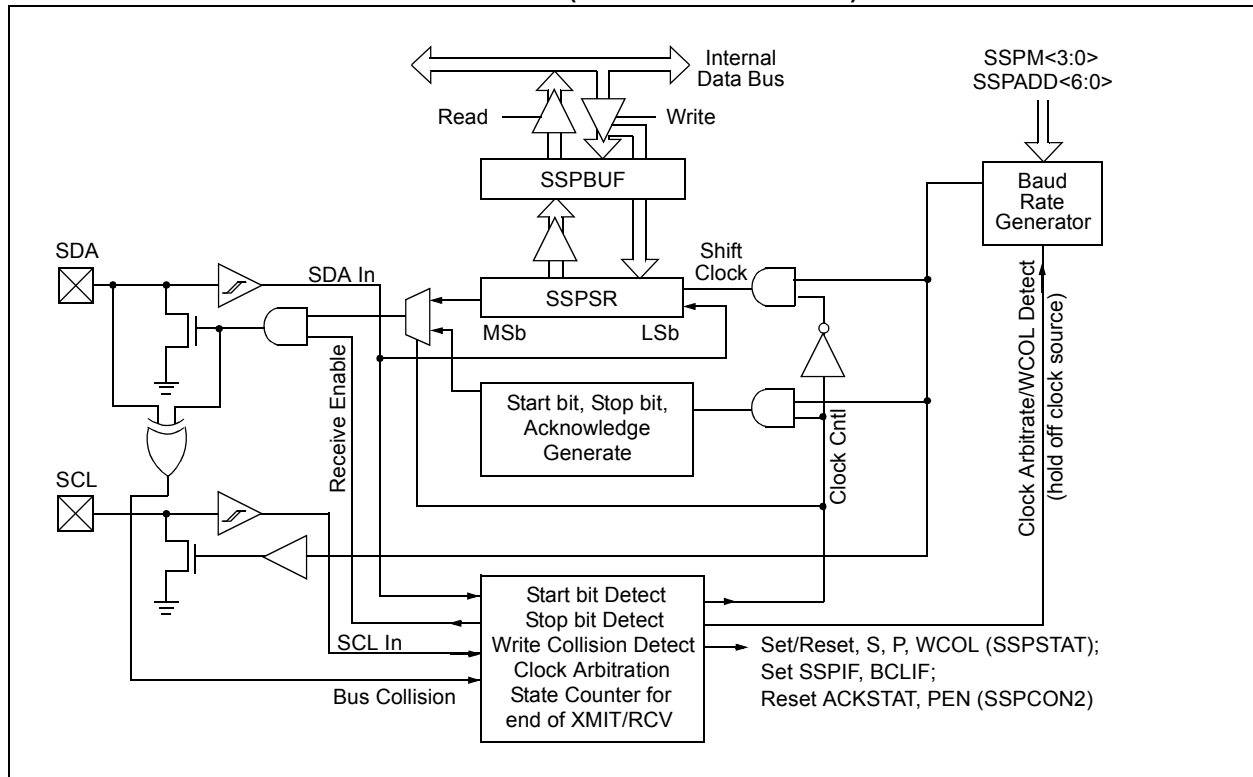 Internal
Data Bus
SSPM<3:0>
SSPADD<6:0>
Read
Write
SSPBUF
Baud
Rate
Generator
SDA
SDA In
Shift
Clock
SSPSR
MSb
LSb
Receive Enable
Start bit, Stop bit,
Acknowledge
Generate
Clock Cntl
Clock Arbitrate/WCOL Detect
(hold off clock source)
SCL
SCL In
Bus Collision
Start bit Detect
Stop bit Detect
Write Collision Detect
Clock Arbitration
State Counter for
end of XMIT/RCV
Set/Reset, S, P, WCOL (SSPSTAT);
Set SSPIF, BCLIF;
Reset ACKSTAT, PEN (SSPCON2)